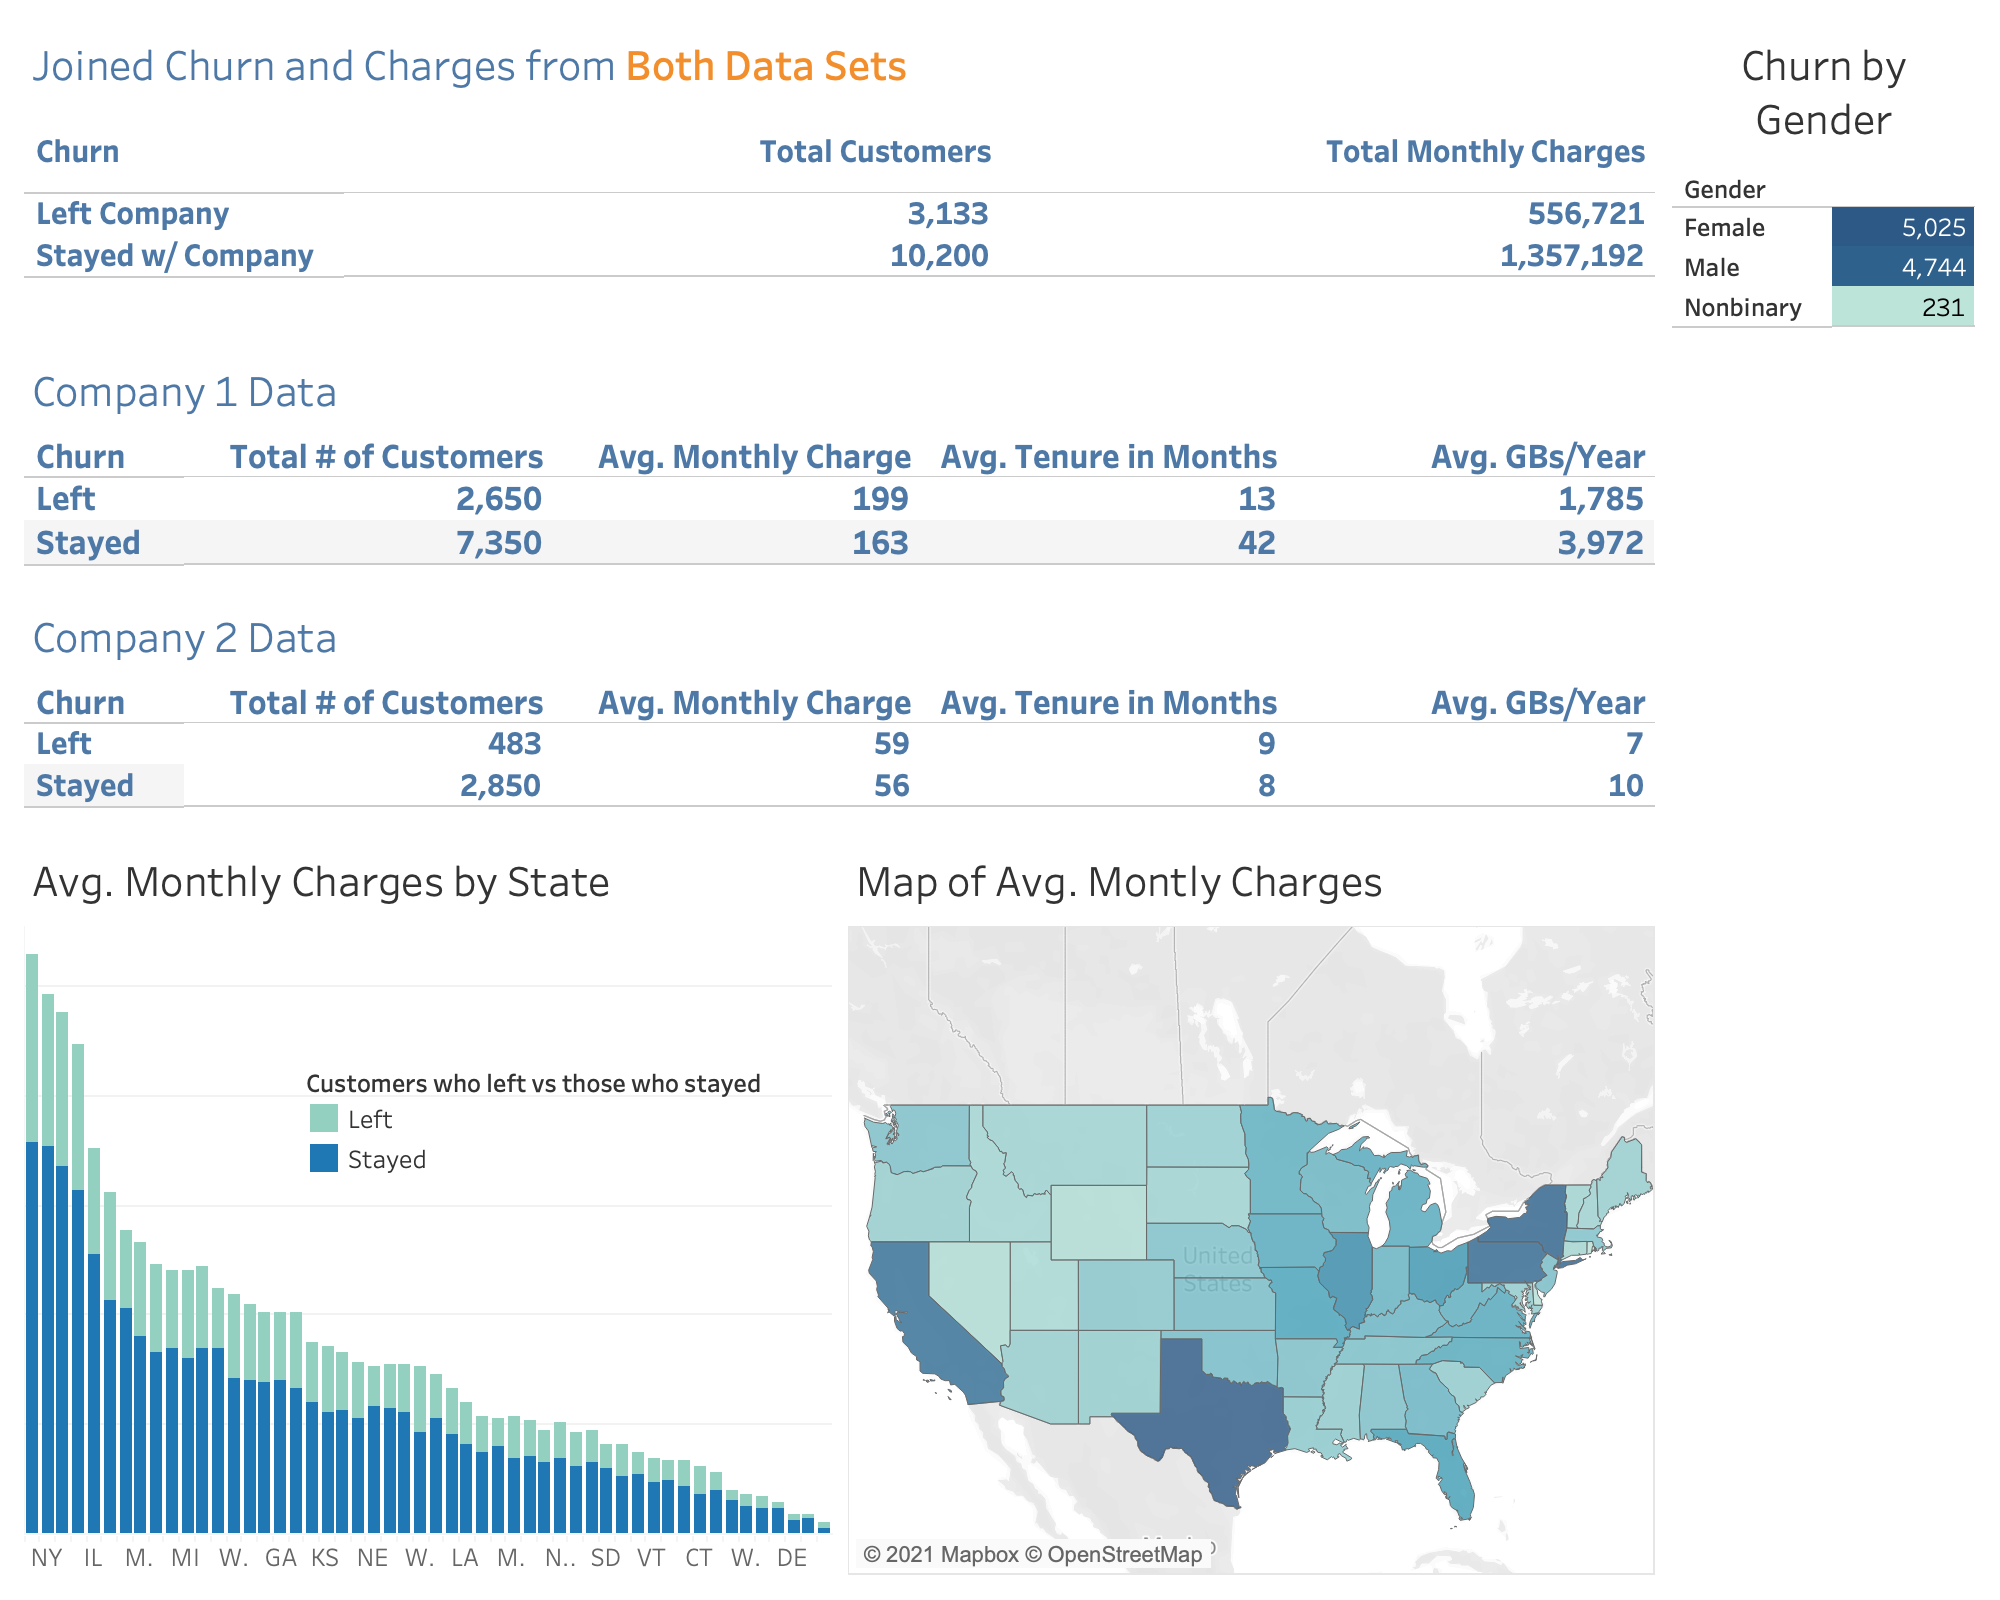 Joined Churn and Charges from Both Data Sets
Churn Total Customers Total Monthly Charges
Left Company 3,133 556,721
Stayed w/ Company 10,200 1,357,192
Churn by
Gender
Gender
Female 5,025
Male 4,744
Nonbinary 231
Company 1 Data
Churn Total # of Customers Avg. Monthly Charge Avg. Tenure in Months Avg. GBs/Year
Left 2,650 199 13 1,785
Stayed 7,350 163 42 3,972
Company 2 Data
Churn Total # of Customers Avg. Monthly Charge Avg. Tenure in Months Avg. GBs/Year
Left 483 59 9 7
Stayed 2,850 56 8 10
Avg. Monthly Charges by State
Customers who left vs those who stayed
Left
Stayed
NY IL M. MI W. GA KS NE W. LA M. N.. SD VT CT W. DE
Map of Avg. Montly Charges
United
States
© 2021 Mapbox © OpenStreetMap